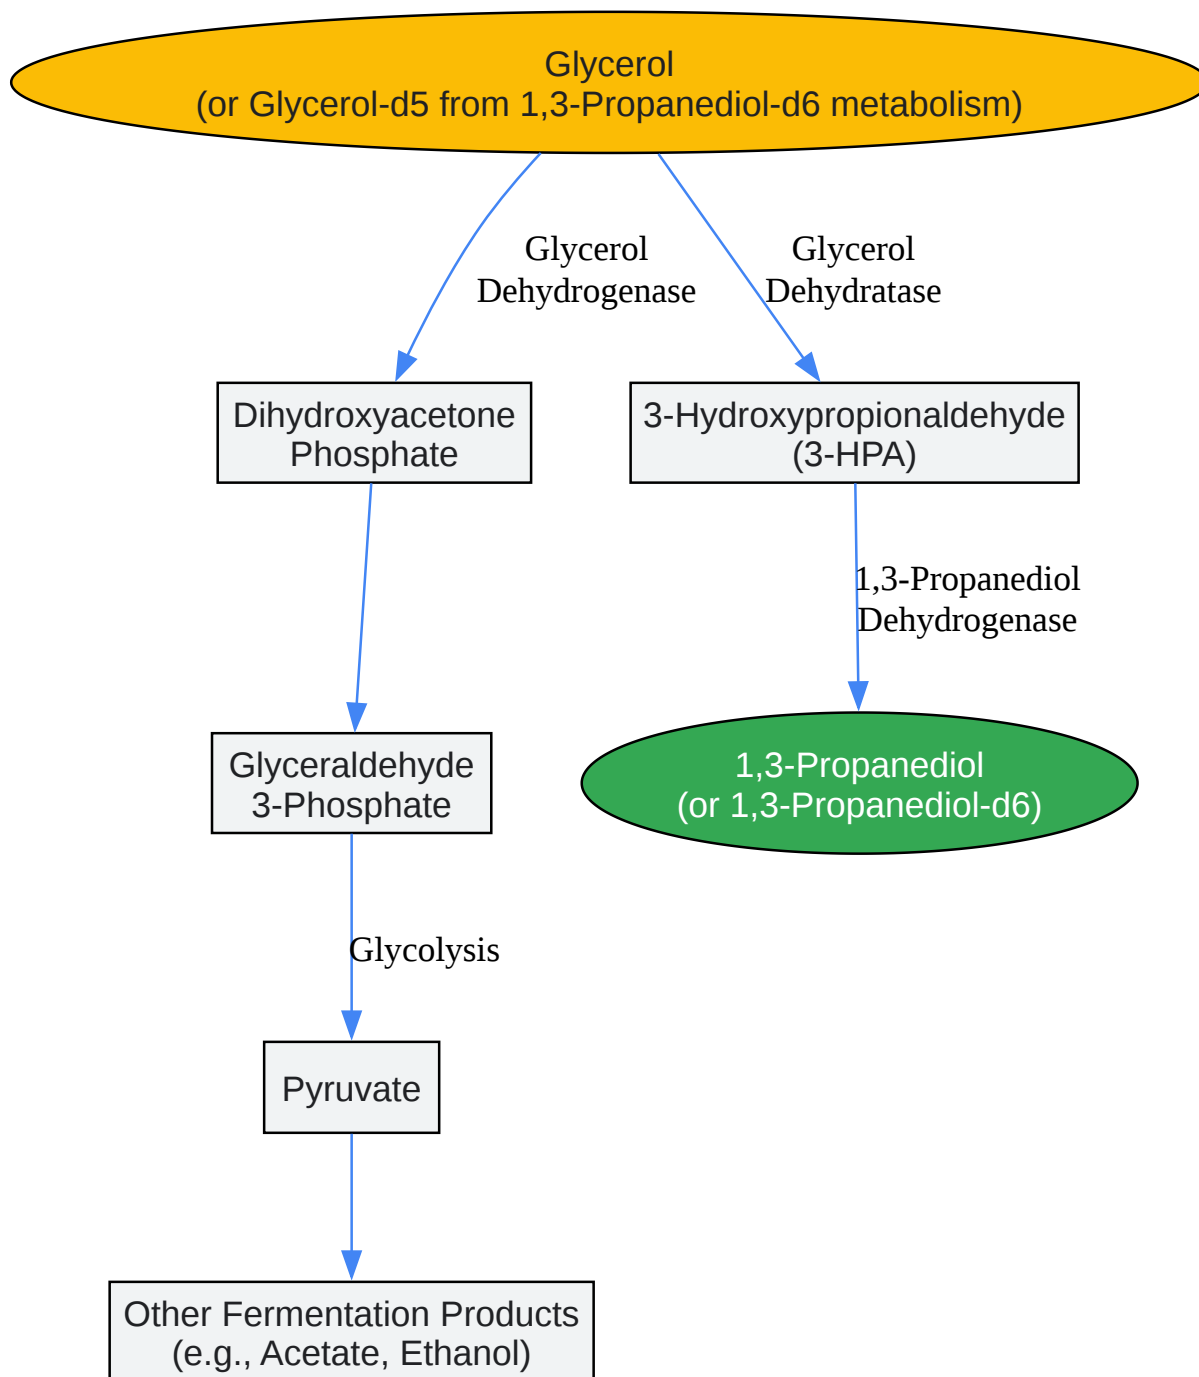 Glycerol
(or Glycerol-d5 from 1,3-Propanediol-d6 metabolism)
Glycerol
Dehydrogenase
Glycerol
Dehydratase
Dihydroxyacetone
Phosphate
3-Hydroxypropionaldehyde
(3-HPA)
1,3-Propanediol
Dehydrogenase
Glyceraldehyde
3-Phosphate
1,3-Propanediol
(or 1,3-Propanediol-d6)
Glycolysis
Pyruvate
Other Fermentation Products
(e.g., Acetate, Ethanol)